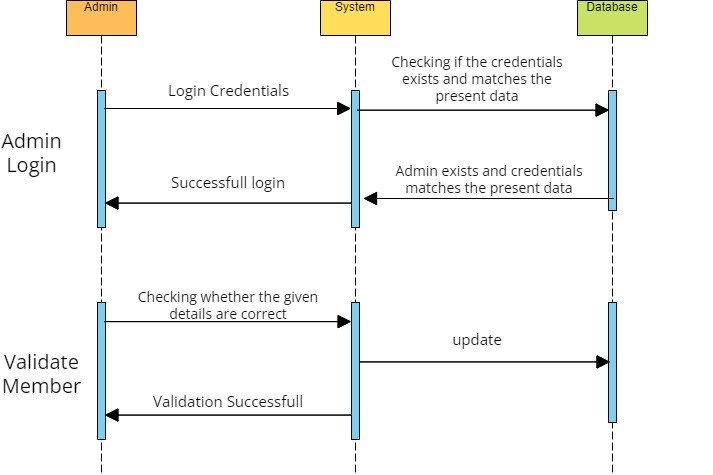 Admin
System
Database
Login Credentials
Checking if the credentials
exists and matches the
present data
Admin
Login
Successfull login
Admin exists and credentials
matches the present data
Checking whether the given
details are correct
update
Validate
Member
Validation Successfull